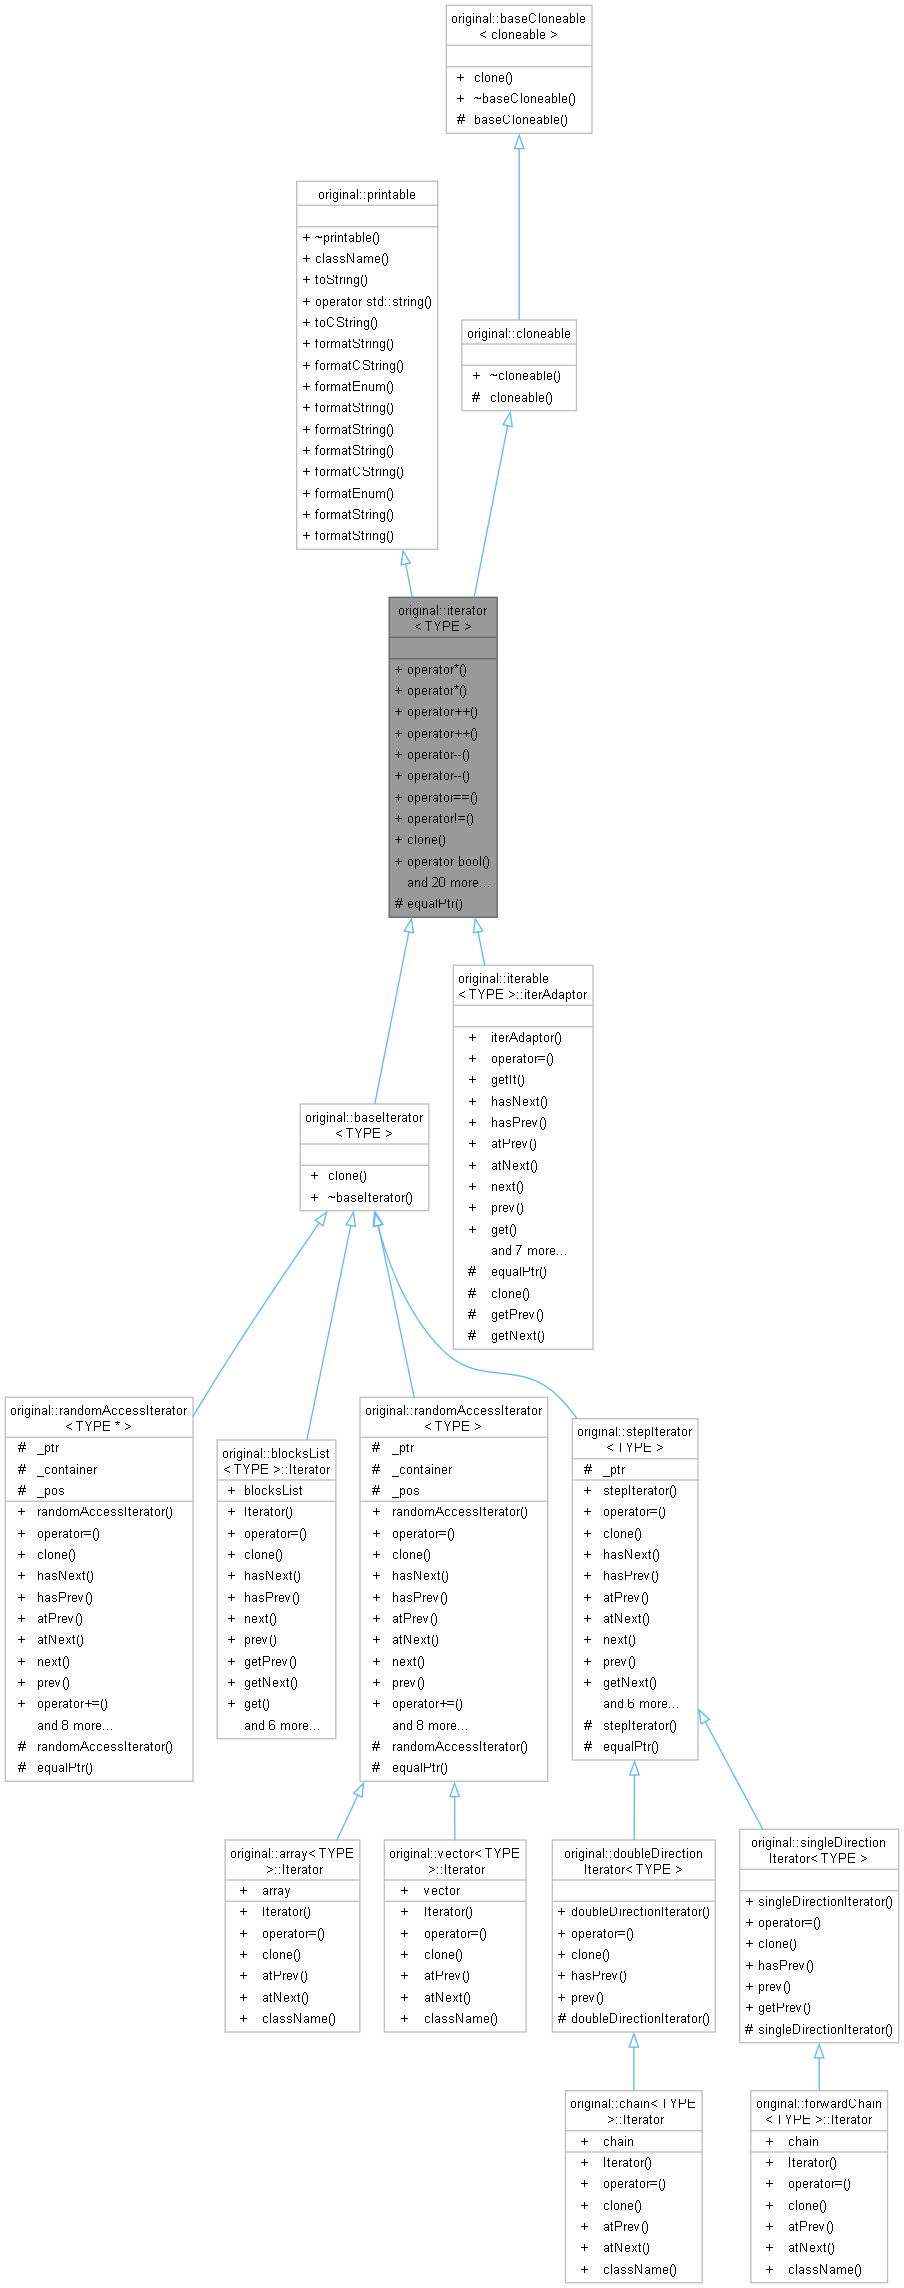 original::baseCloneable
< cloneable >
+ clone()
+ ~baseCloneable()
# baseCloneable()
original::printable
+ ~printable()
+ className()
+ toString()
+ operator std::string()
+ toCString()
+ formatString()
+ formatCString()
+ formatEnum()
+ formatString()
+ formatString()
+ formatString()
+ formatCString()
+ formatEnum()
+ formatString()
+ formatString()
original::cloneable
+ ~cloneable()
# cloneable()
original::iterator
< TYPE >
+ operator*()
+ operator*()
+ operator++()
+ operator++()
+ operator--()
+ operator--()
+ operator==()
+ operator!=()
+ clone()
+ operator bool()
and 20 more...
# equalPtr()
original::iterable
< TYPE >::iterAdaptor
+ iterAdaptor()
+ operator=()
+ getIt()
+ hasNext()
+ hasPrev()
+ atPrev()
+ atNext()
+ next()
+ prev()
+ get()
and 7 more...
# equalPtr()
# clone()
# getPrev()
# getNext()
original::baseIterator
< TYPE >
+ clone()
+ ~baseIterator()
original::randomAccessIterator
< TYPE * >
# _ptr
# _container
# _pos
+ randomAccessIterator()
+ operator=()
+ clone()
+ hasNext()
+ hasPrev()
+ atPrev()
+ atNext()
+ next()
+ prev()
+ operator+=()
and 8 more...
# randomAccessIterator()
# equalPtr()
original::blocksList
< TYPE >::Iterator
+ blocksList
+ Iterator()
+ operator=()
+ clone()
+ hasNext()
+ hasPrev()
+ next()
+ prev()
+ getPrev()
+ getNext()
+ get()
and 6 more...
original::randomAccessIterator
< TYPE >
# _ptr
# _container
# _pos
+ randomAccessIterator()
+ operator=()
+ clone()
+ hasNext()
+ hasPrev()
+ atPrev()
+ atNext()
+ next()
+ prev()
+ operator+=()
and 8 more...
# randomAccessIterator()
# equalPtr()
original::stepIterator
< TYPE >
# _ptr
+ stepIterator()
+ operator=()
+ clone()
+ hasNext()
+ hasPrev()
+ atPrev()
+ atNext()
+ next()
+ prev()
+ getNext()
and 6 more...
# stepIterator()
# equalPtr()
original::array< TYPE
>::Iterator
+ array
+ Iterator()
+ operator=()
+ clone()
+ atPrev()
+ atNext()
+ className()
original::vector< TYPE
>::Iterator
+ vector
+ Iterator()
+ operator=()
+ clone()
+ atPrev()
+ atNext()
+ className()
original::doubleDirection
Iterator< TYPE >
+ doubleDirectionIterator()
+ operator=()
+ clone()
+ hasPrev()
+ prev()
# doubleDirectionIterator()
original::singleDirection
Iterator< TYPE >
+ singleDirectionIterator()
+ operator=()
+ clone()
+ hasPrev()
+ prev()
+ getPrev()
# singleDirectionIterator()
original::chain< TYPE
>::Iterator
+ chain
+ Iterator()
+ operator=()
+ clone()
+ atPrev()
+ atNext()
+ className()
original::forwardChain
< TYPE >::Iterator
+ chain
+ Iterator()
+ operator=()
+ clone()
+ atPrev()
+ atNext()
+ className()